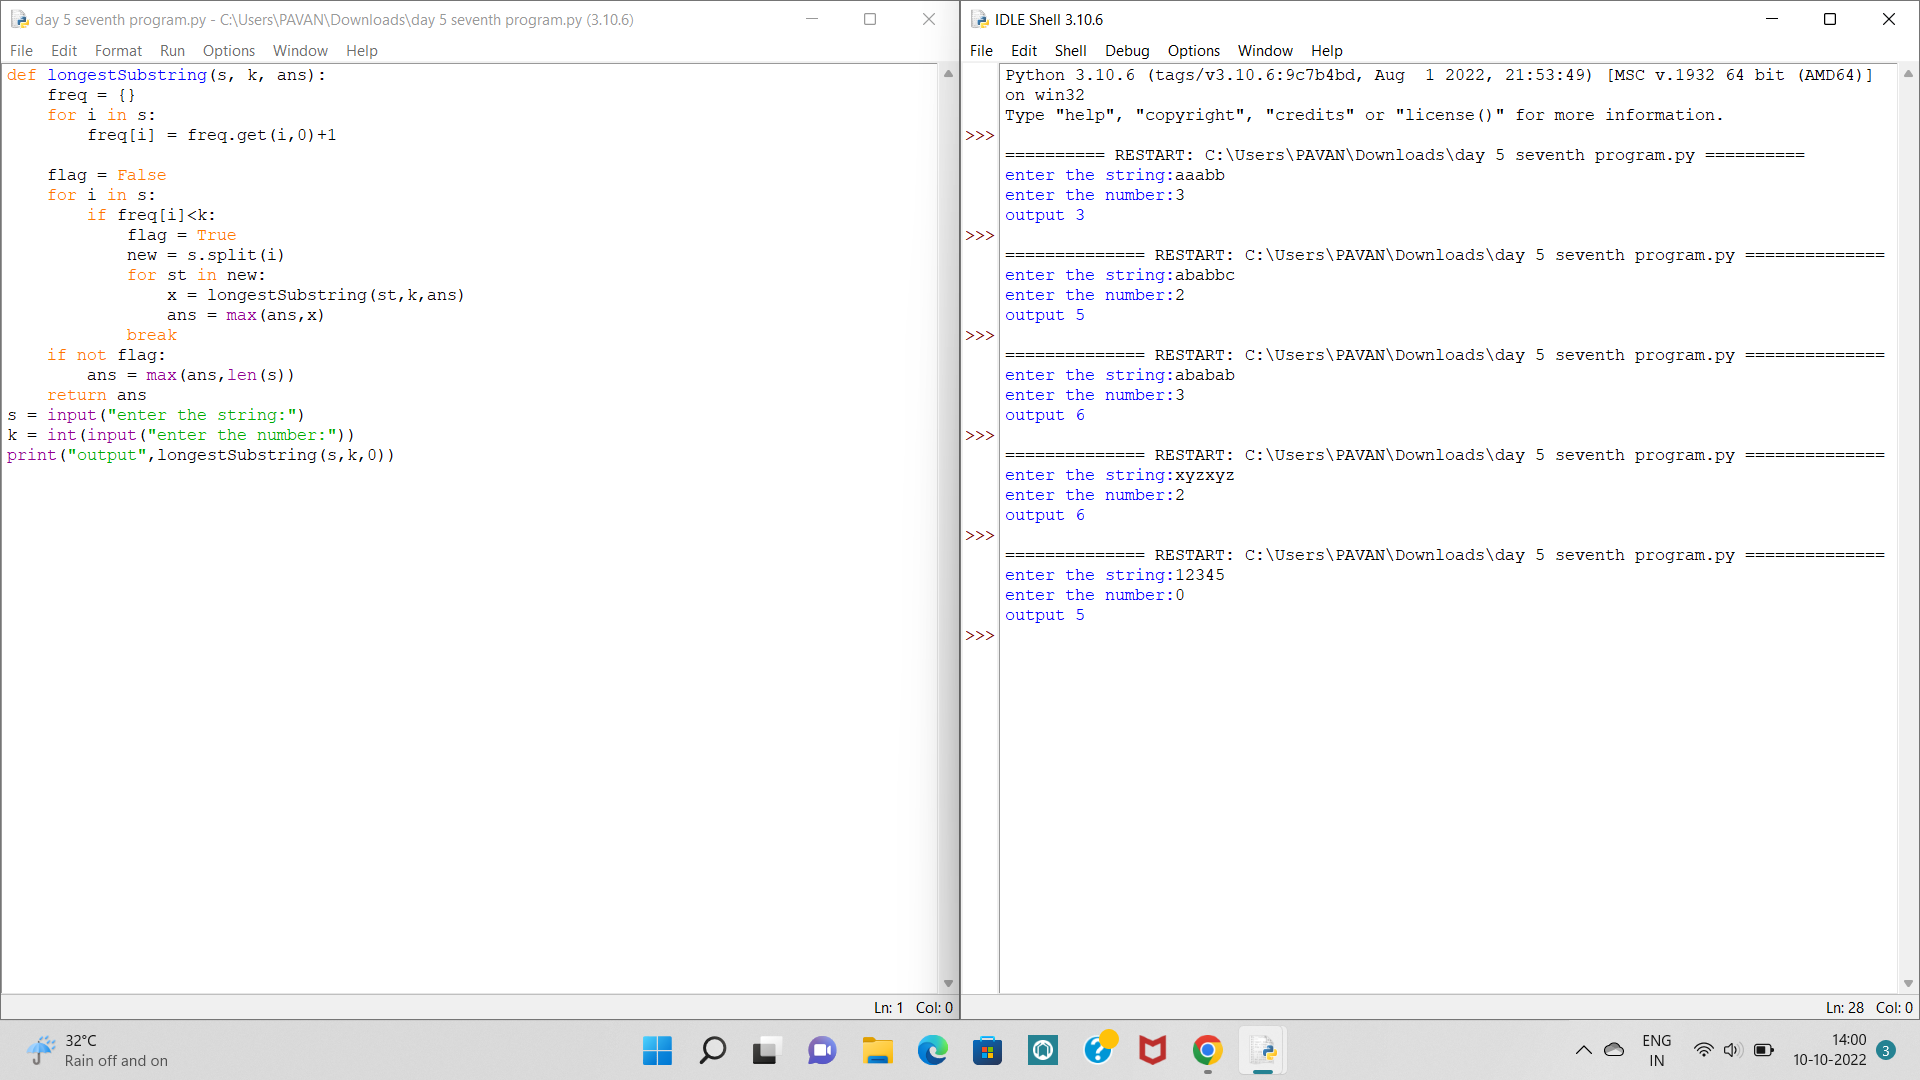 day 5 seventh program.py - C:\Users\PAVAN\Downloads\day 5 seventh program.py (3.10.6)
File Edit Format Run Options Window Help
def longestSubstring(s, k, ans):
    freq = {}
    for i in s:
        freq[i] = freq.get(i,0)+1
    flag = False
    for i in s:
        if freq[i]<k:
            flag = True
            new = s.split(i)
            for st in new:
                x = longestSubstring(st,k,ans)
                ans = max(ans,x)
            break
    if not flag:
        ans = max(ans,len(s))
    return ans
s = input("enter the string:")
k = int(input("enter the number:"))
print("output",longestSubstring(s,k,0))
Ln: 1 Col: 0
IDLE Shell 3.10.6
File Edit Shell Debug Options Window Help
Python 3.10.6 (tags/v3.10.6:9c7b4bd, Aug  1 2022, 21:53:49) [MSC v.1932 64 bit (AMD64)]
on win32
Type "help", "copyright", "credits" or "license()" for more information.
>>>
========== RESTART: C:\Users\PAVAN\Downloads\day 5 seventh program.py ==========
enter the string:aaabb
enter the number:3
output 3
>>>
============== RESTART: C:\Users\PAVAN\Downloads\day 5 seventh program.py ==============
enter the string:ababbc
enter the number:2
output 5
>>>
============== RESTART: C:\Users\PAVAN\Downloads\day 5 seventh program.py ==============
enter the string:ababab
enter the number:3
output 6
>>>
============== RESTART: C:\Users\PAVAN\Downloads\day 5 seventh program.py ==============
enter the string:xyzxyz
enter the number:2
output 6
>>>
============== RESTART: C:\Users\PAVAN\Downloads\day 5 seventh program.py ==============
enter the string:12345
enter the number:0
output 5
>>>
Ln: 28 Col: 0
32°C
Rain off and on
ENG
IN
14:00
10-10-2022
3